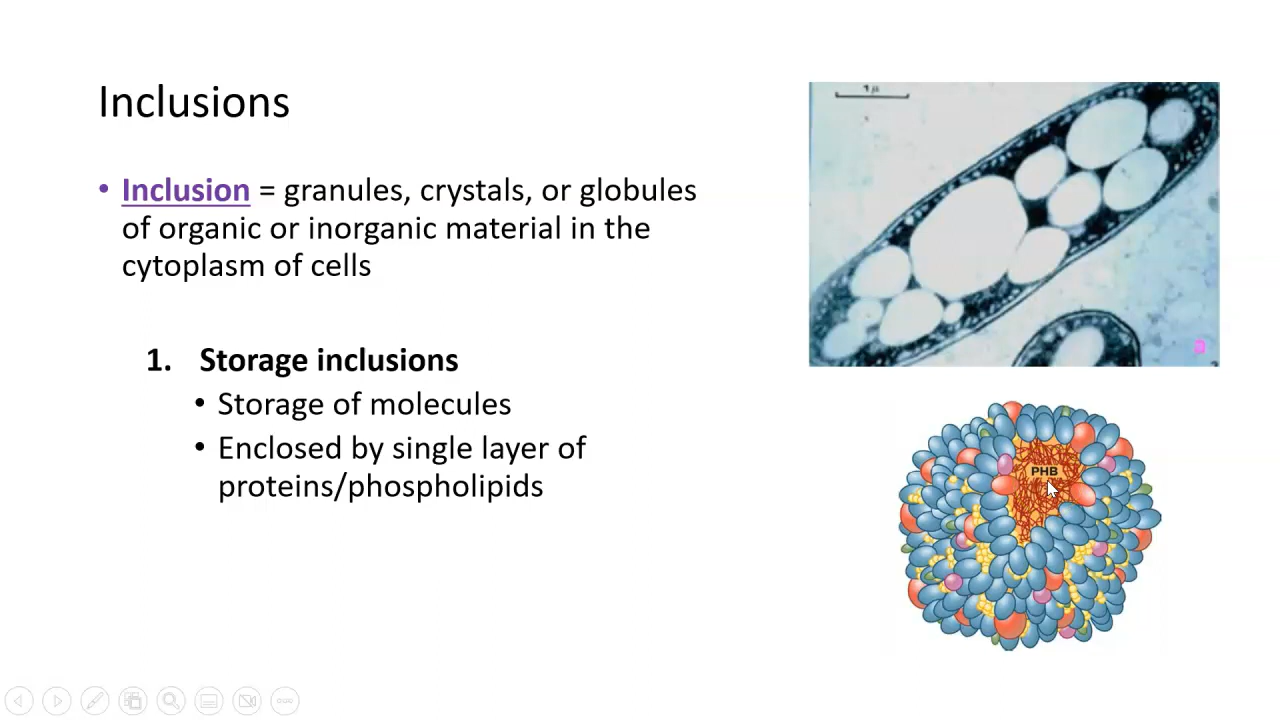 Inclusions
• Inclusion = granules, crystals, or globules
of organic or inorganic material in the
cytoplasm of cells
1. Storage inclusions
• Storage of molecules
• Enclosed by single layer of
proteins/phospholipids
1µ
PHB